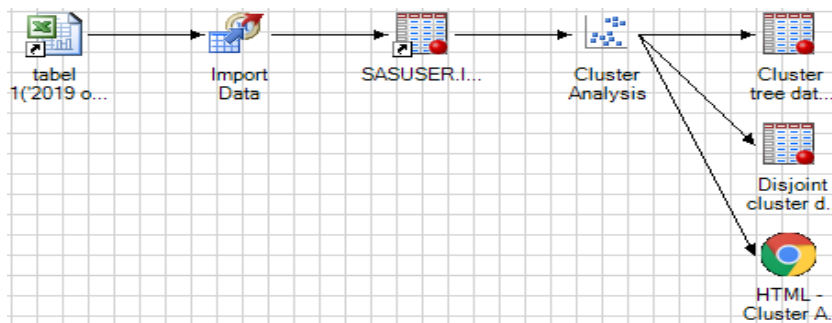 tabel
1('2019 o...
Import
Data
SASUSER.I...
Cluster
Analysis
Cluster
tree dat...
Disjoint
cluster d...
HTML -
Cluster A...